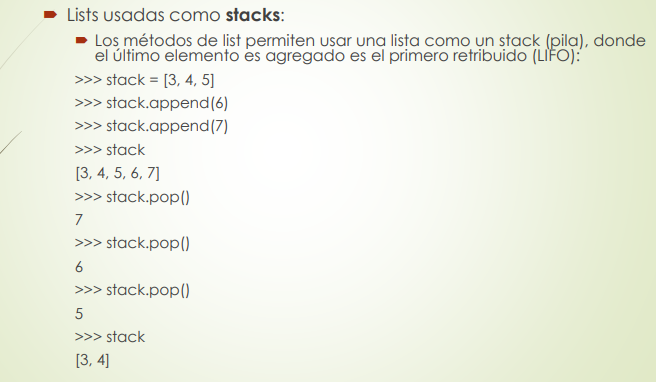 Lists usadas como stacks:
Los métodos de list permiten usar una lista como un stack (pila), donde
el último elemento es agregado es el primero retribuido (LIFO):
>>> stack = [3, 4, 5]
>>> stack.append(6)
>>> stack.append(7)
>>> stack
[3, 4, 5, 6, 7]
>>> stack.pop()
7
>>> stack.pop()
6
>>> stack.pop()
5
>>> stack
[3, 4]